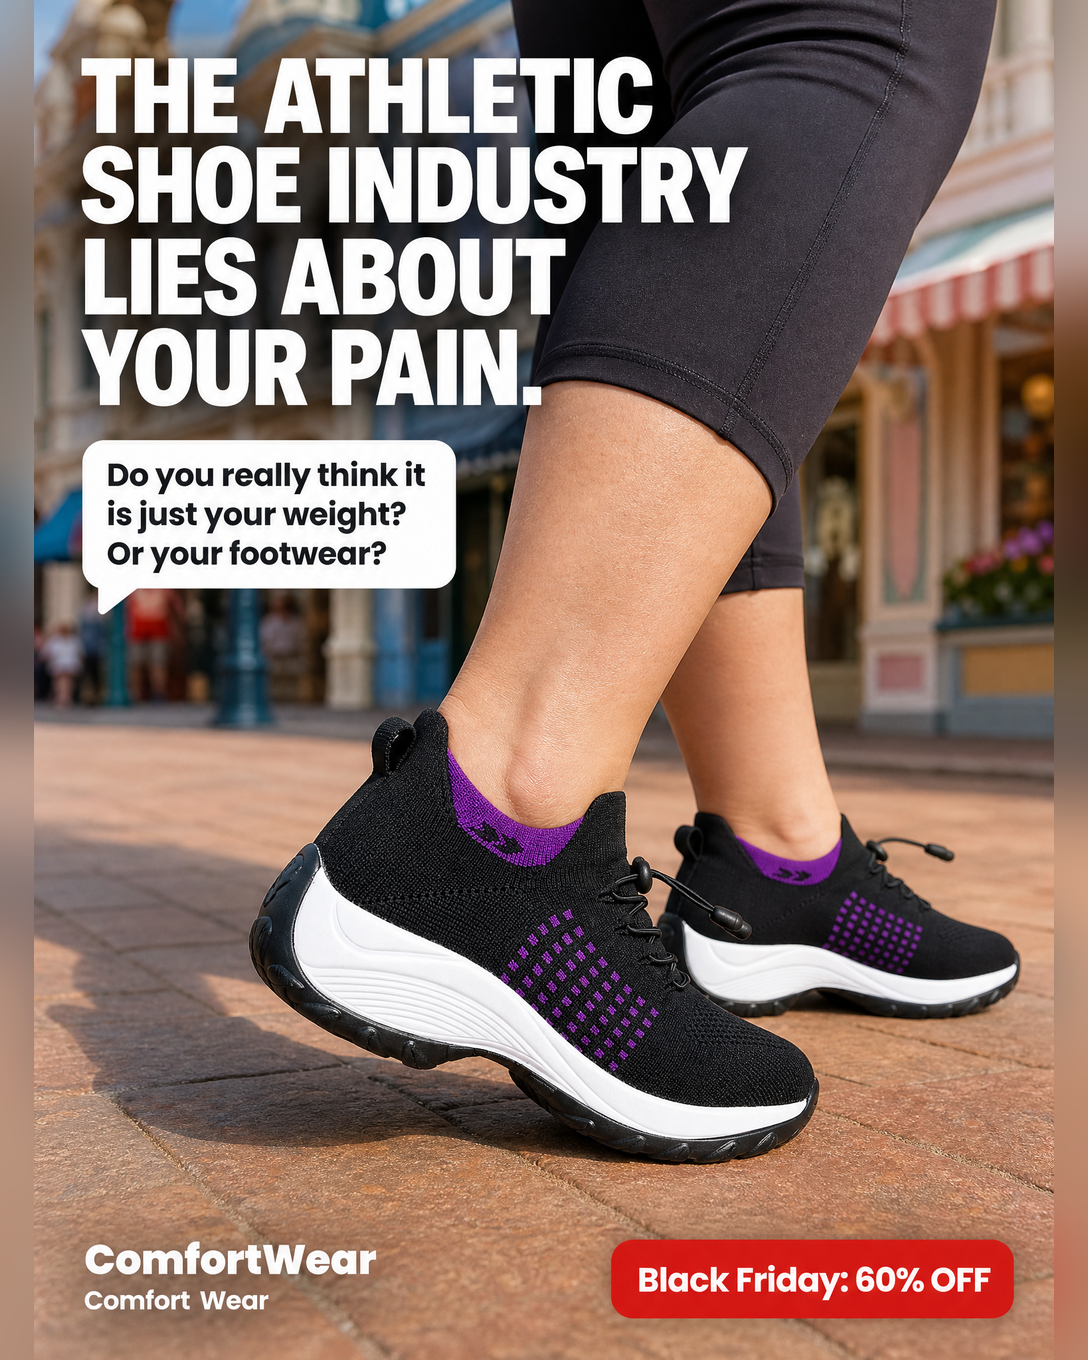 THE ATHLETIC
SHOE INDUSTRY
LIES ABOUT
YOUR PAIN.
Do you really think it
is just your weight?
Or your footwear?
ComfortWear
Comfort Wear
Black Friday: 60% OFF